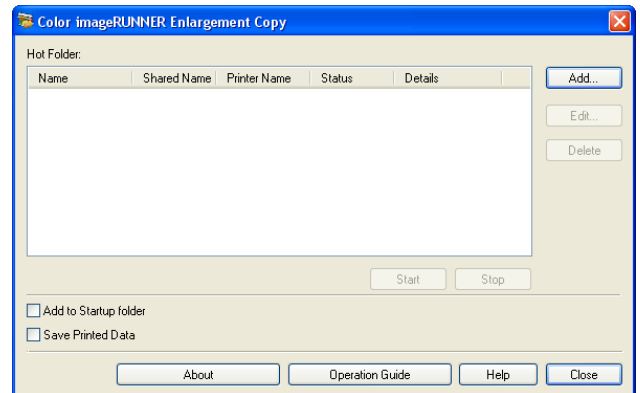 Color imageRUNNER Enlargement Copy
Hot Folder:
Name Shared Name Printer Name Status Details
Add...
Edit...
Delete
Start Stop
Add to Startup folder
Save Printed Data
About Operation Guide Help Close